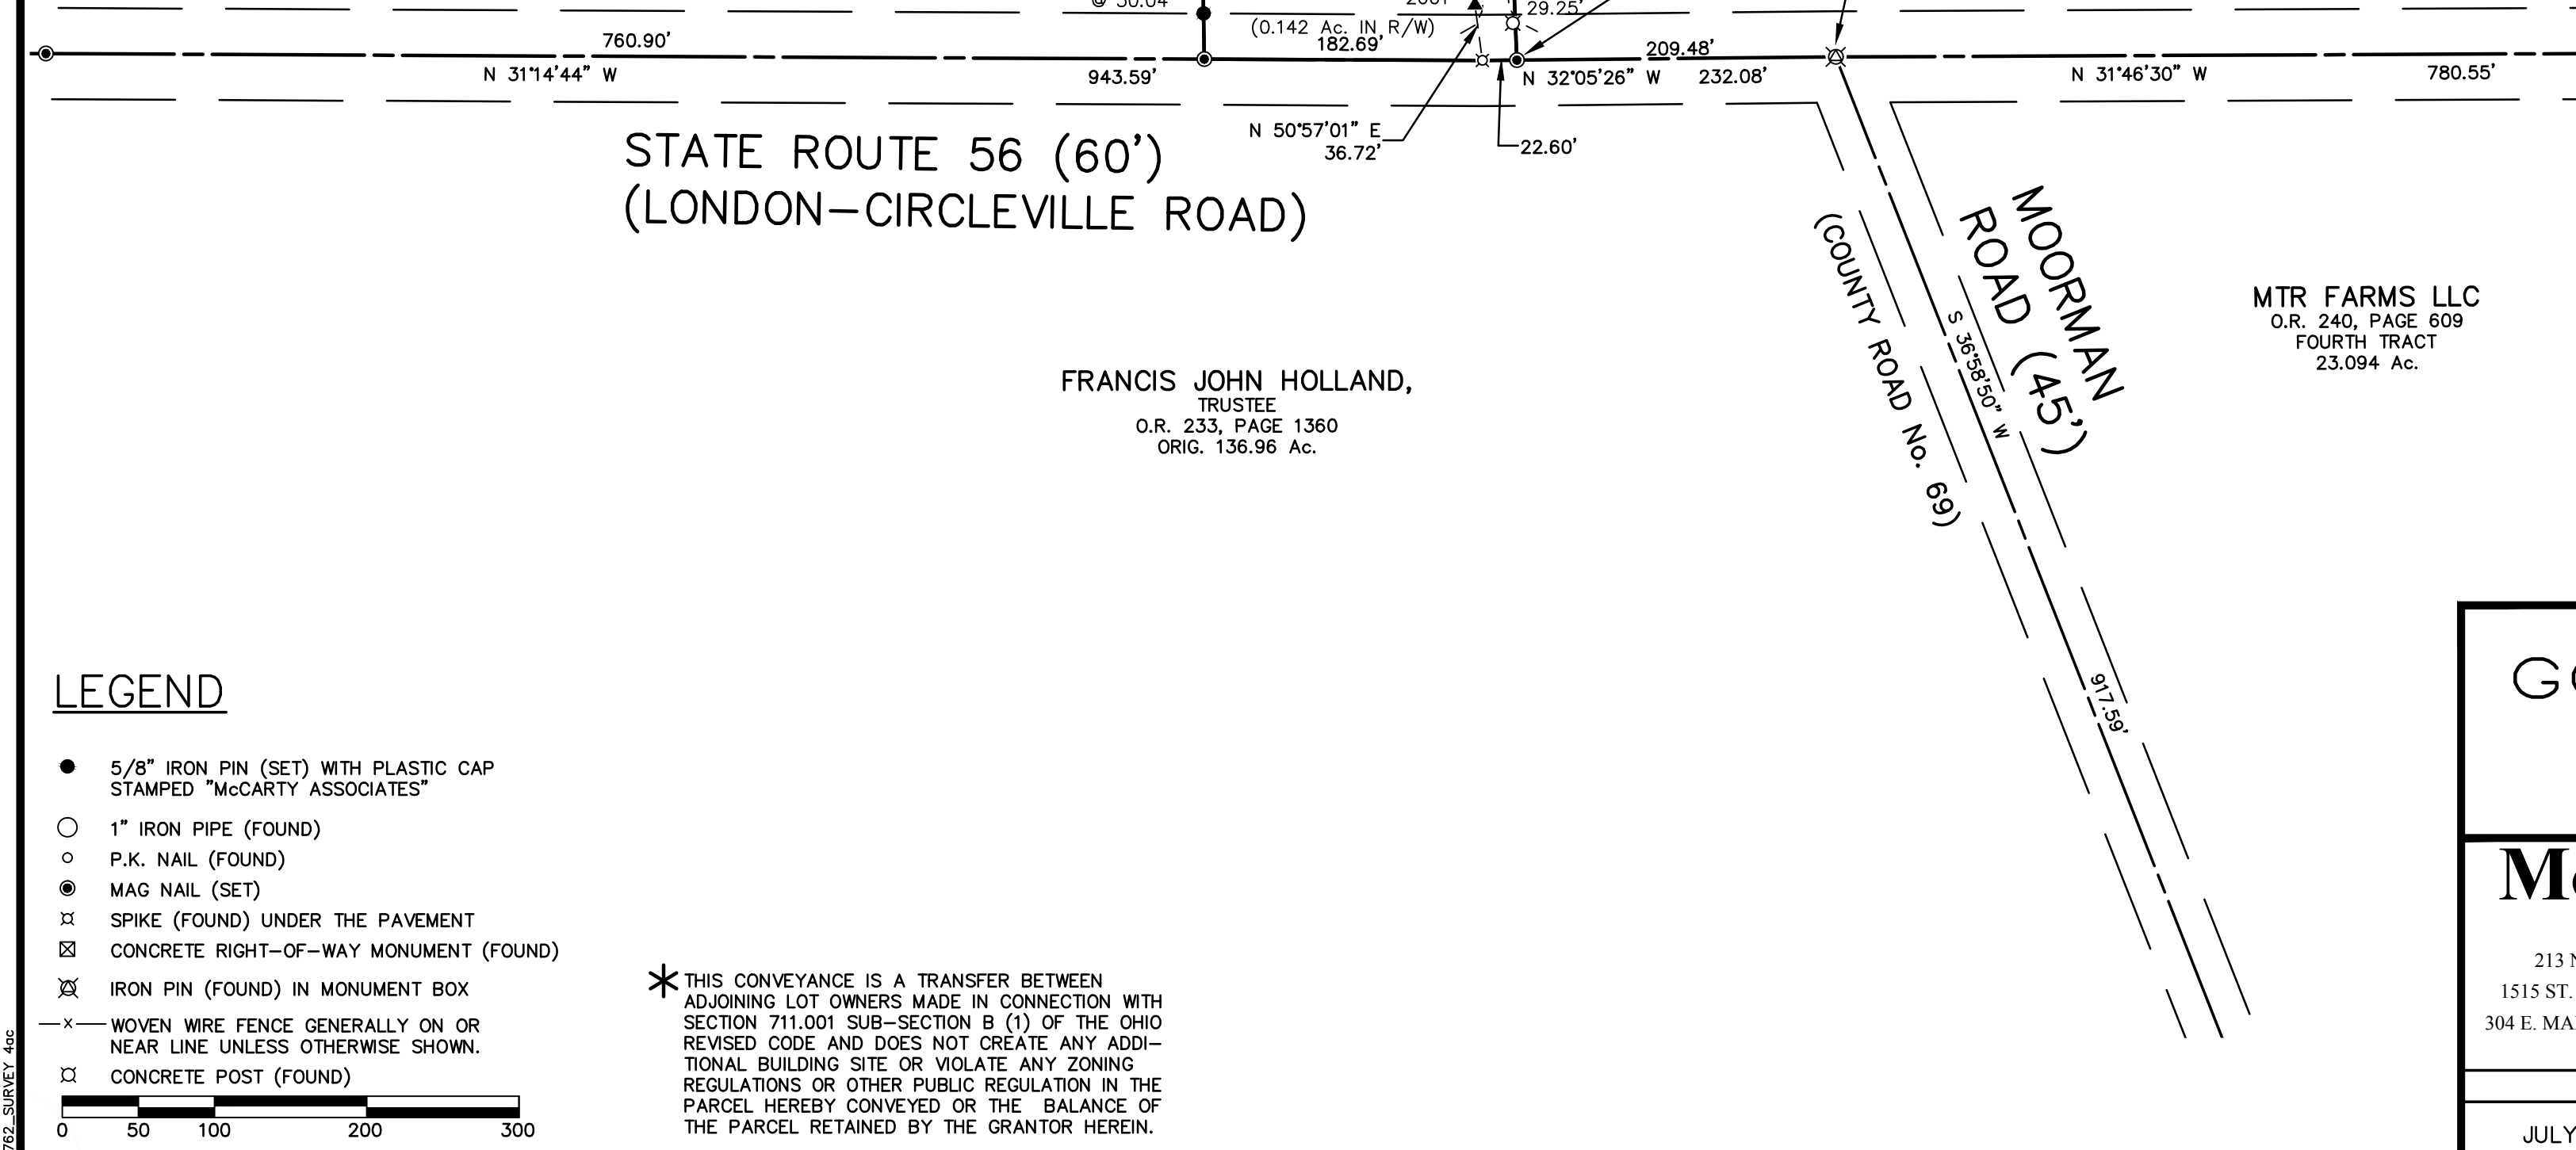 29.25'
(0.142 Ac. IN R/W)
760.90'
182.69'
209.48'
N 31°14'44" W
943.59'
N 32°05'26" W
232.08'
N 31°46'30" W
780.55'
N 50°57'01" E
36.72'
22.60'
STATE ROUTE 56 (60')
(LONDON-CIRCLEVILLE ROAD)
MOORMAN
ROAD (45')
(COUNTY ROAD No. 69)
S 36°58'50" W
917.59'
MTR FARMS LLC
O.R. 240, PAGE 609
FOURTH TRACT
23.094 Ac.
FRANCIS JOHN HOLLAND,
TRUSTEE
O.R. 233, PAGE 1360
ORIG. 136.96 Ac.
LEGEND
5/8" IRON PIN (SET) WITH PLASTIC CAP
STAMPED "McCARTY ASSOCIATES"
1" IRON PIPE (FOUND)
P.K. NAIL (FOUND)
MAG NAIL (SET)
SPIKE (FOUND) UNDER THE PAVEMENT
CONCRETE RIGHT-OF-WAY MONUMENT (FOUND)
IRON PIN (FOUND) IN MONUMENT BOX
x WOVEN WIRE FENCE GENERALLY ON OR
NEAR LINE UNLESS OTHERWISE SHOWN.
CONCRETE POST (FOUND)
0 50 100 200 300
* THIS CONVEYANCE IS A TRANSFER BETWEEN
ADJOINING LOT OWNERS MADE IN CONNECTION WITH
SECTION 711.001 SUB-SECTION B (1) OF THE OHIO
REVISED CODE AND DOES NOT CREATE ANY ADDI-
TIONAL BUILDING SITE OR VIOLATE ANY ZONING
REGULATIONS OR OTHER PUBLIC REGULATION IN THE
PARCEL HEREBY CONVEYED OR THE BALANCE OF
THE PARCEL RETAINED BY THE GRANTOR HEREIN.
213
1515 ST.
304 E.
JULY
762_SURVEY 4ac